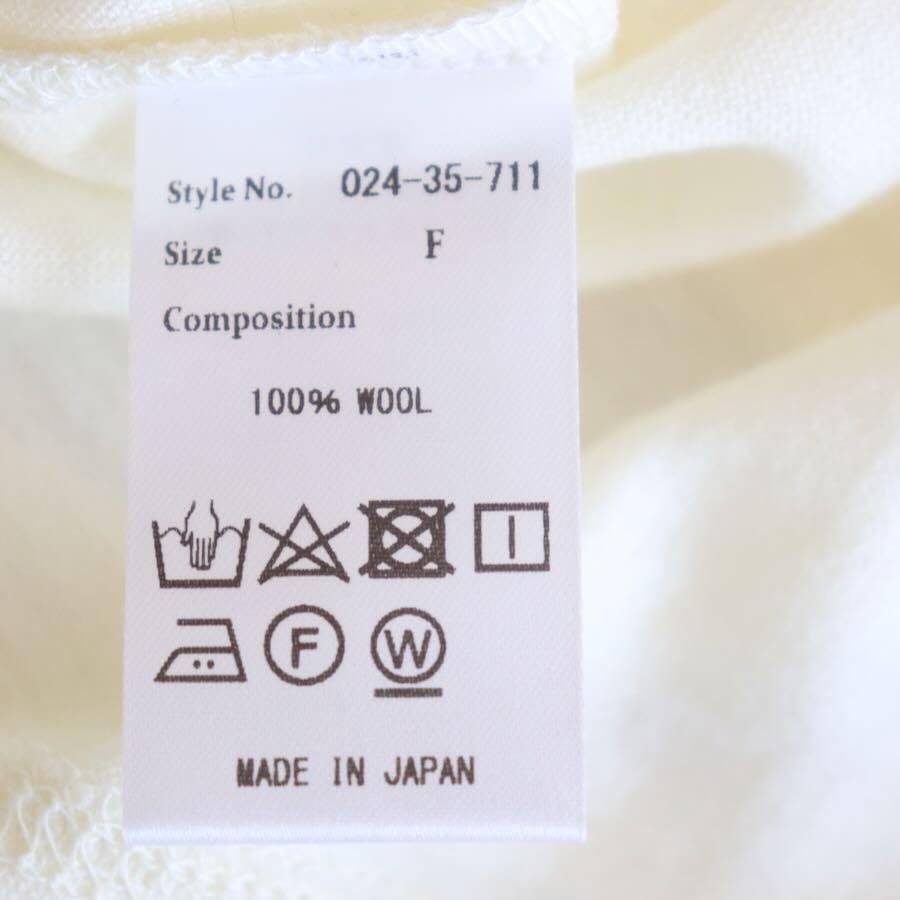 Style No. 024-35-711
Size F
Composition
100% WOOL
F W
MADE IN JAPAN